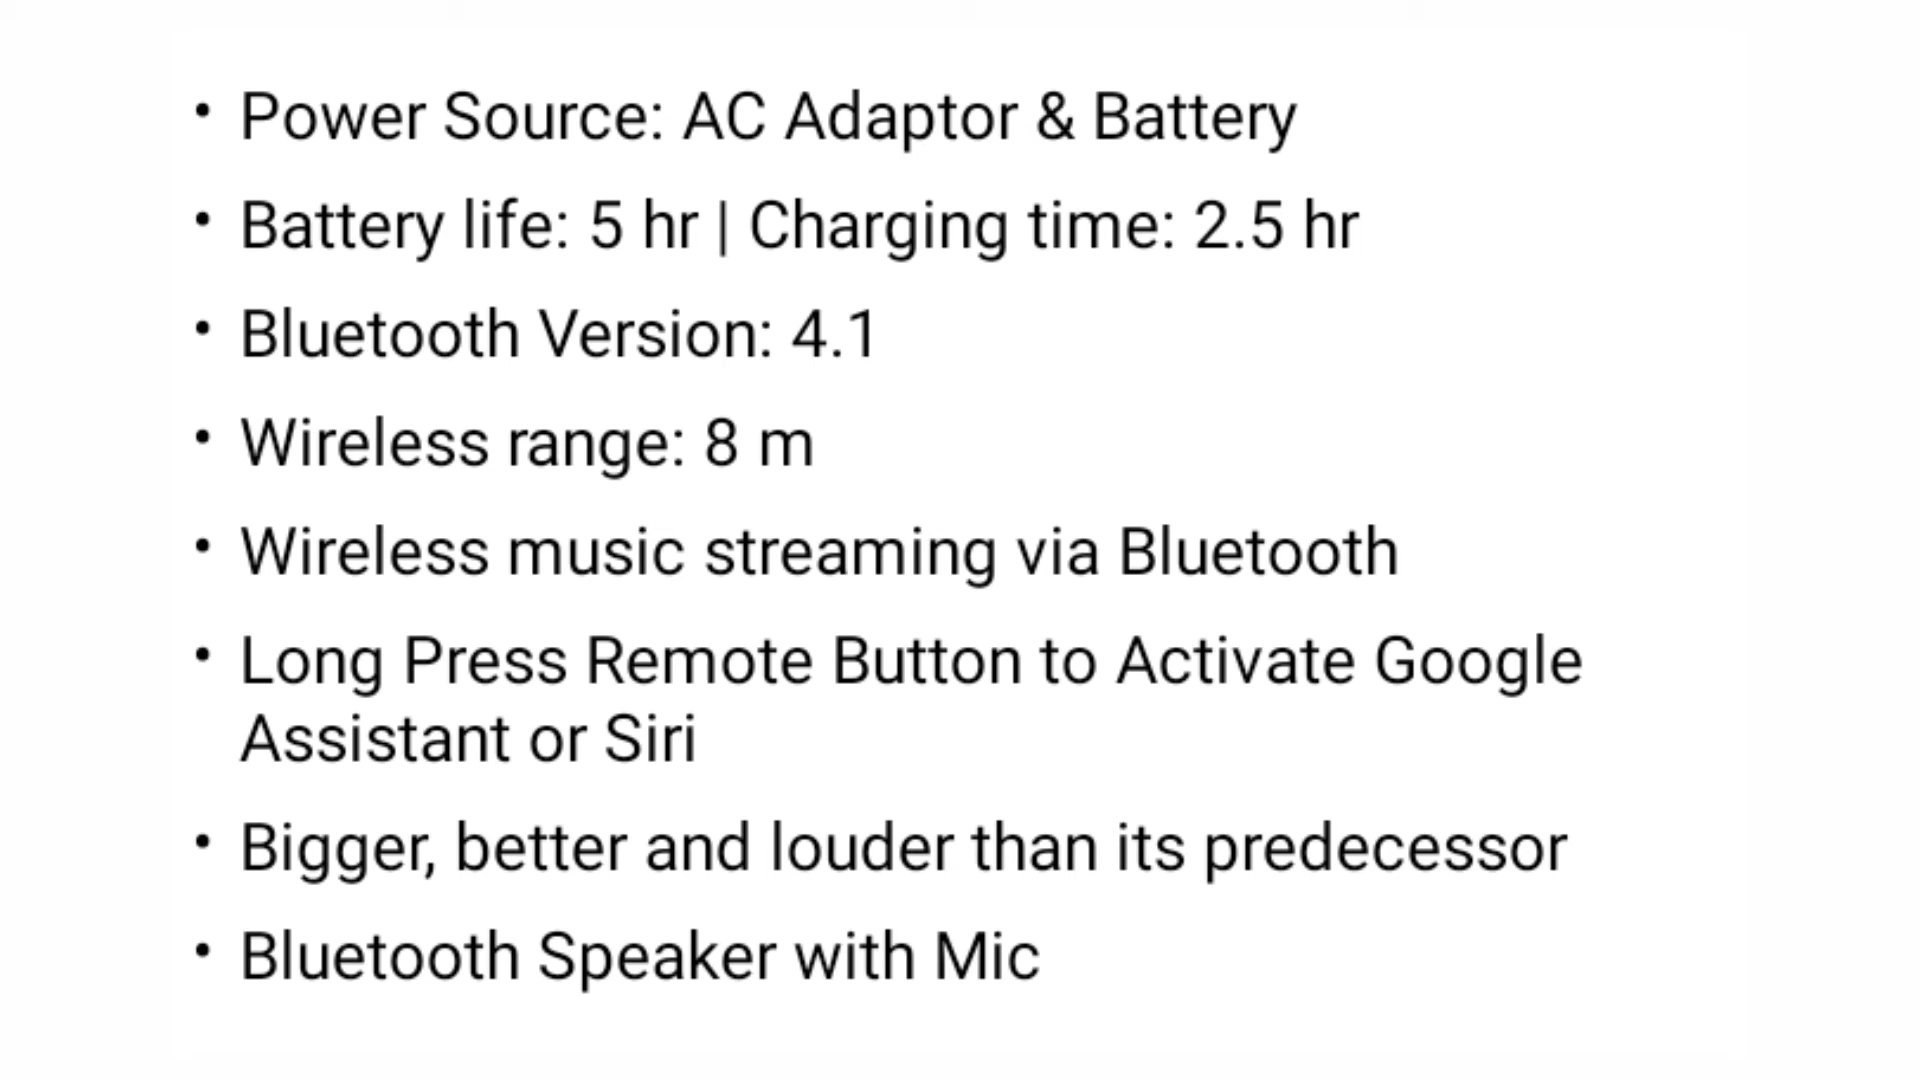 • Power Source: AC Adaptor & Battery
• Battery life: 5 hr | Charging time: 2.5 hr
• Bluetooth Version: 4.1
• Wireless range: 8 m
• Wireless music streaming via Bluetooth
• Long Press Remote Button to Activate Google
Assistant or Siri
• Bigger, better and louder than its predecessor
• Bluetooth Speaker with Mic